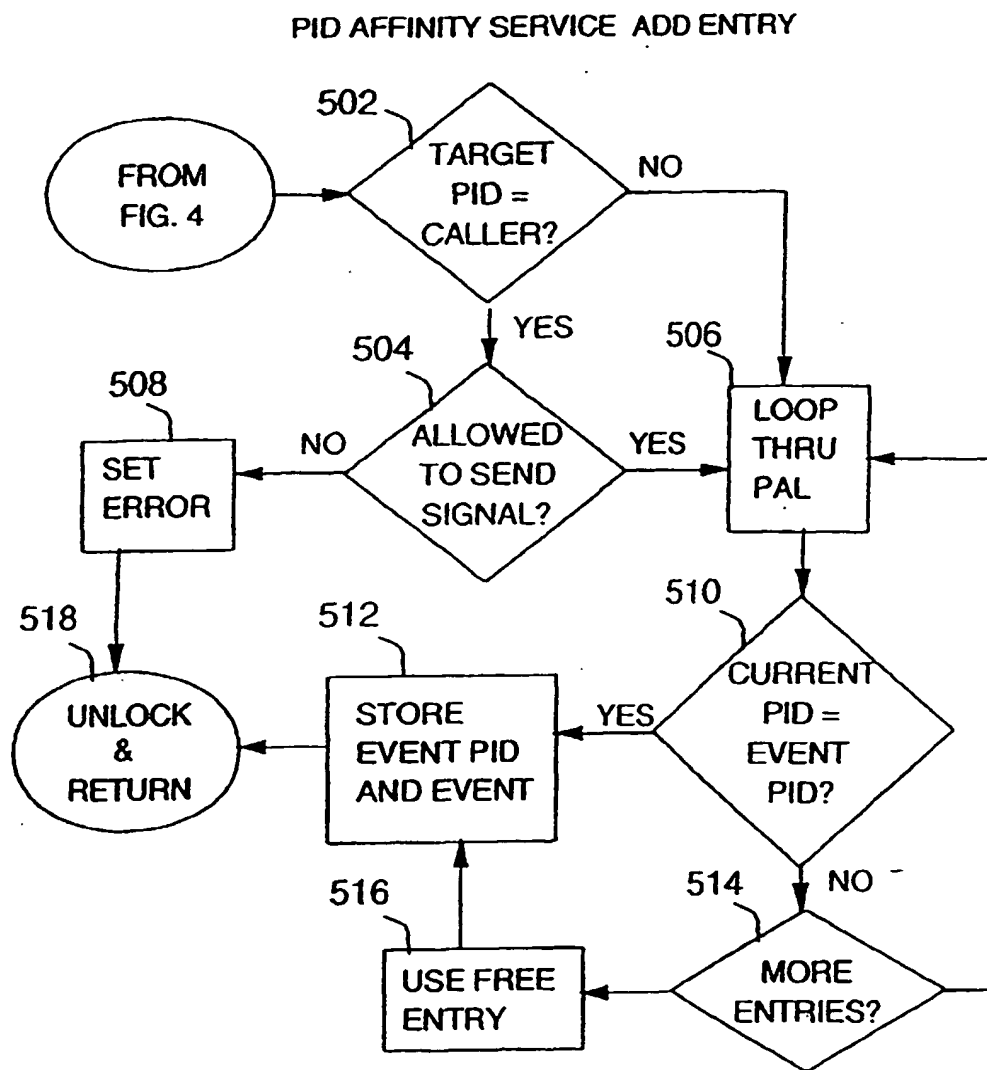 PID AFFINITY SERVICE ADD ENTRY
502
FROM
FIG. 4
TARGET
PID =
CALLER?
NO
YES
504
506
508
ALLOWED
TO SEND
SIGNAL?
NO
YES
SET
ERROR
LOOP
THRU
PAL
510
512
518
CURRENT
PID =
EVENT
PID?
YES
STORE
EVENT PID
AND EVENT
UNLOCK
&
RETURN
NO
514
516
USE FREE
ENTRY
MORE
ENTRIES?